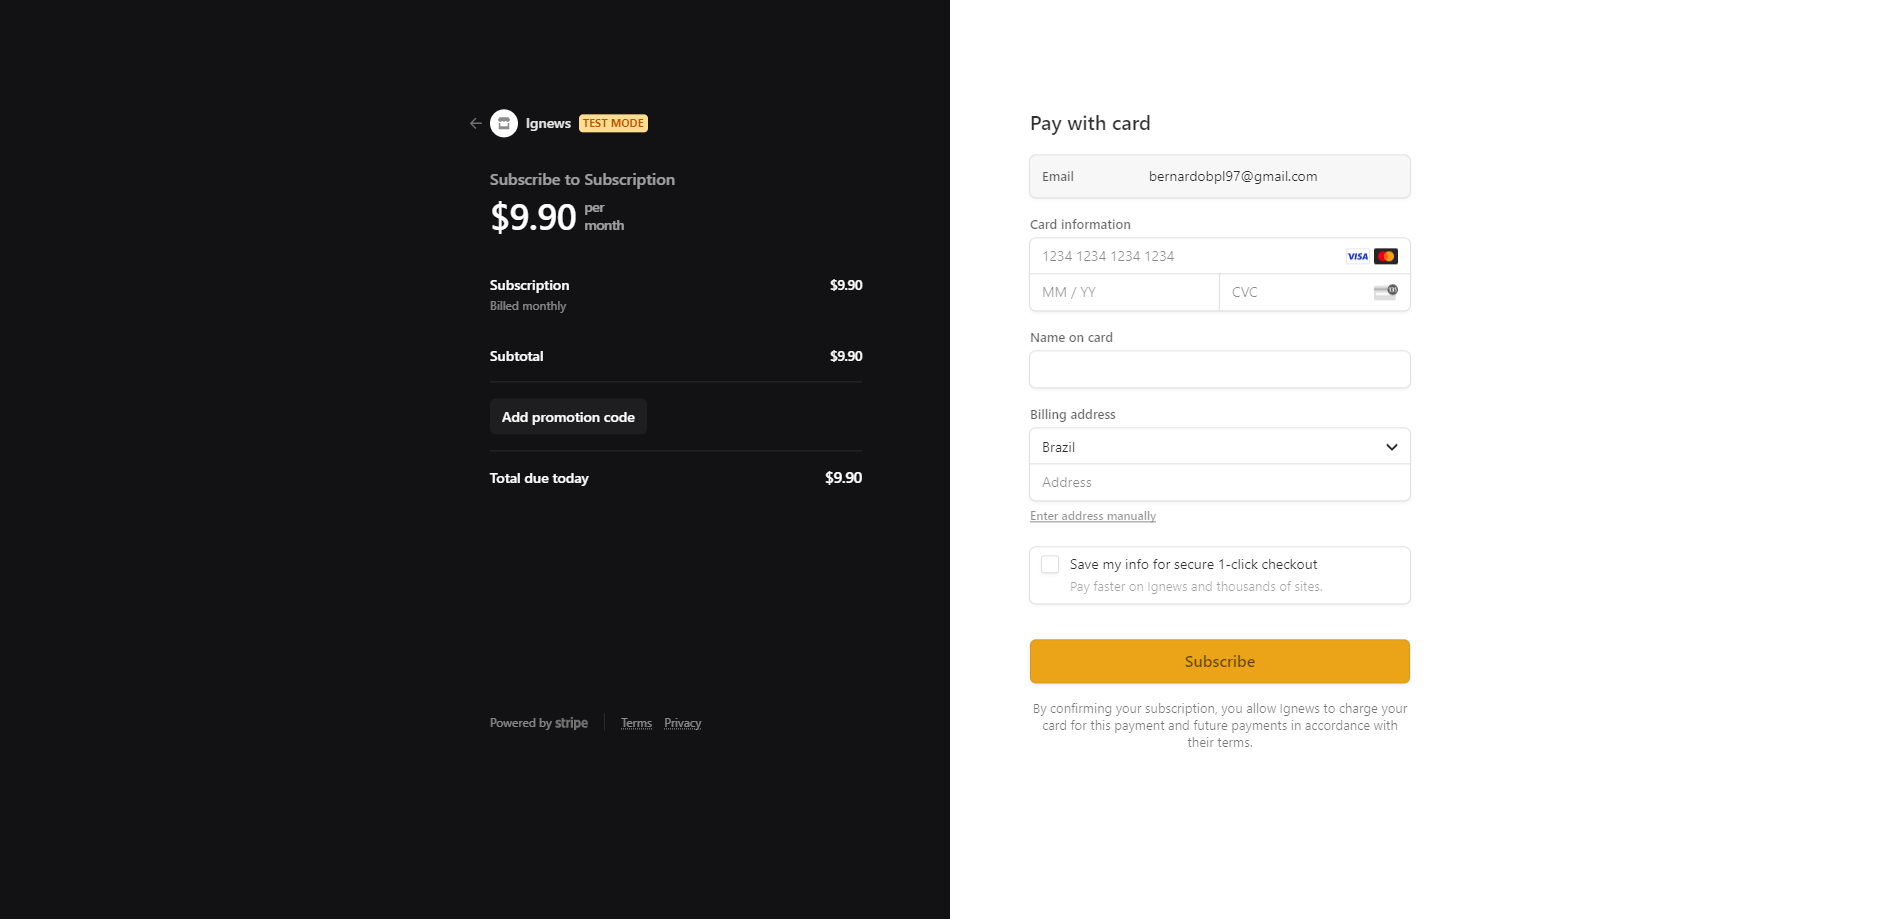 Ignews TEST MODE
Subscribe to Subscription
$9.90 per
month
Subscription $9.90
Billed monthly
Subtotal $9.90
Add promotion code
Total due today $9.90
Powered by stripe Terms Privacy
Pay with card
Email bernardobpl97@gmail.com
Card information
1234 1234 1234 1234 VISA
MM / YY CVC
Name on card
Billing address
Brazil
Address
Enter address manually
Save my info for secure 1-click checkout
Pay faster on Ignews and thousands of sites.
Subscribe
By confirming your subscription, you allow Ignews to charge your
card for this payment and future payments in accordance with
their terms.